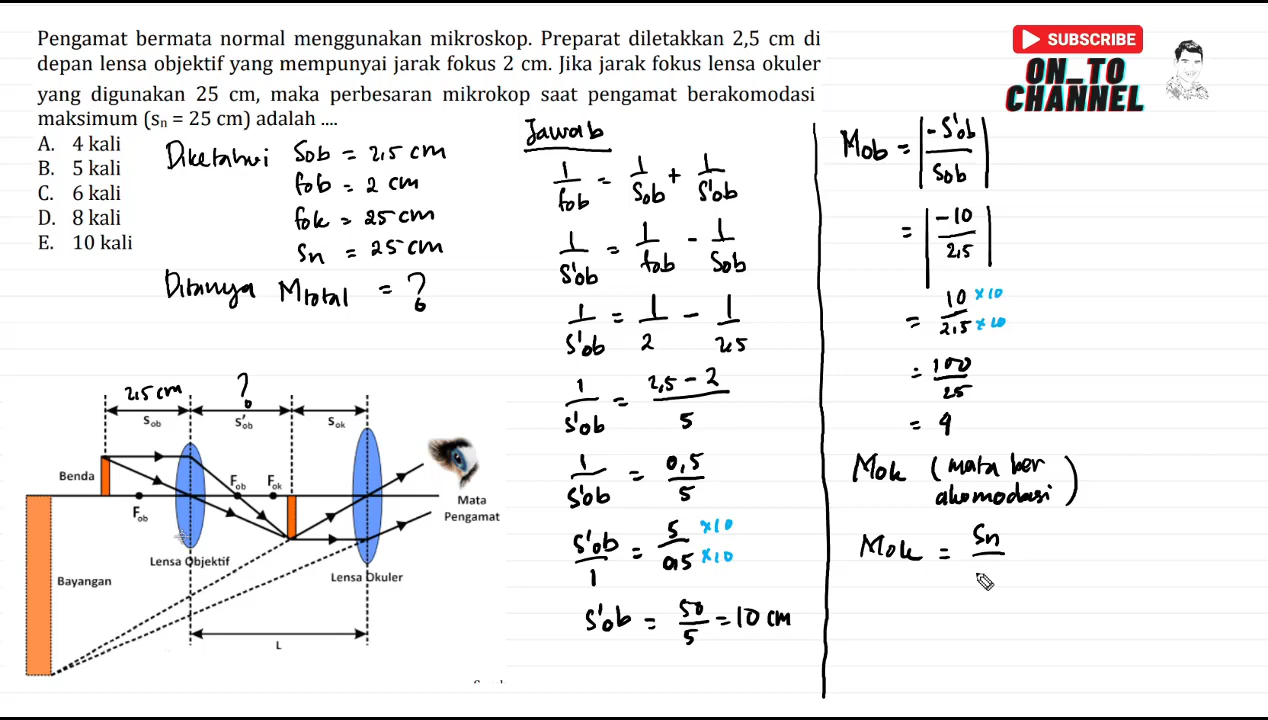 Pengamat bermata normal menggunakan mikroskop. Preparat diletakkan 2,5 cm di
depan lensa objektif yang mempunyai jarak fokus 2 cm. Jika jarak fokus lensa okuler
yang digunakan 25 cm, maka perbesaran mikrokop saat pengamat berakomodasi
maksimum (sₙ = 25 cm) adalah ....
A. 4 kali
B. 5 kali
C. 6 kali
D. 8 kali
E. 10 kali
Diketahui Sob = 2,5 cm
fob = 2 cm
fok = 25 cm
Sn = 25 cm
Ditanya Mtotal = ?
2,5 cm
?
Sob
S'ob
Sok
Benda
Fob
Fob
Fok
Mata
Pengamat
Lensa Objektif
Lensa Okuler
Bayangan
L
Jawab
1/fob = 1/Sob + 1/S'ob
1/S'ob = 1/fob - 1/Sob
1/S'ob = 1/2 - 1/2,5
1/S'ob = 2,5 - 2/5
1/S'ob = 0,5/5
S'ob/1 = 5/0,5 x10 x10
S'ob = 50/5 = 10 cm
SUBSCRIBE
ON_TO
CHANNEL
Mob = |-S'ob/Sob|
= |-10/2,5|
= 10/2,5 x10 x10
= 100/25
= 4
Mok (mata ber
akomodasi)
Mok = Sn